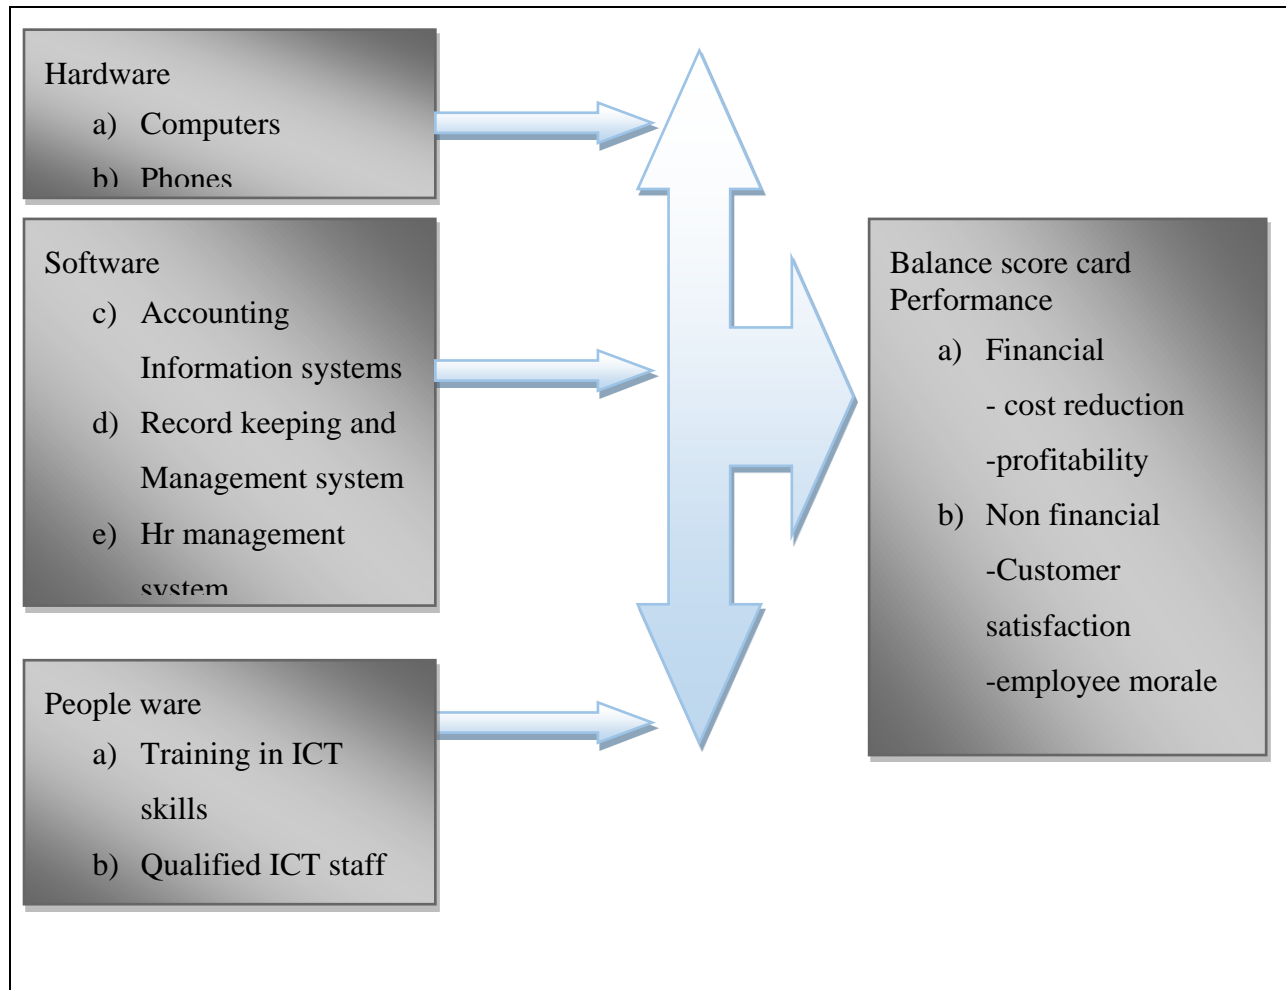 Hardware
a) Computers
b) Phones
Software
c) Accounting
Information systems
d) Record keeping and
Management system
e) Hr management
system
People ware
a) Training in ICT
skills
b) Qualified ICT staff
Balance score card
Performance
a) Financial
- cost reduction
-profitability
b) Non financial
-Customer
satisfaction
-employee morale